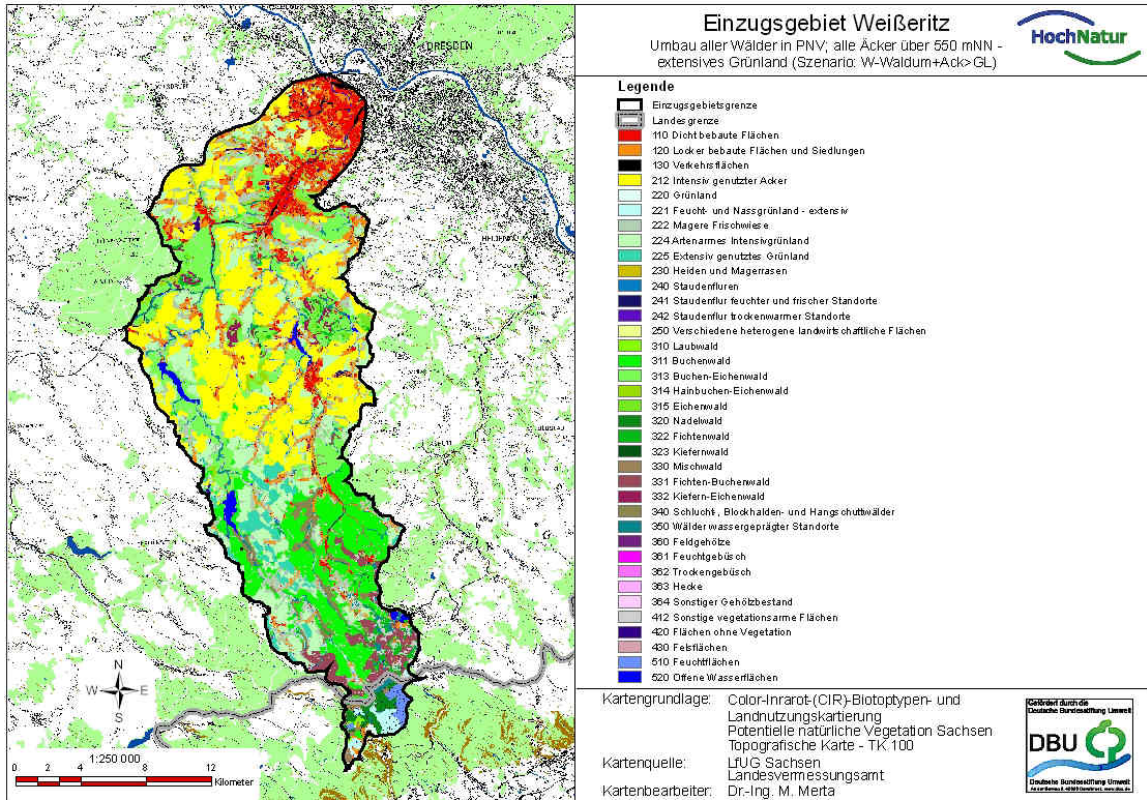 DRESDEN
N
W E
S
1:250 000
0 2 4 8 12
Kilometer
Einzugsgebiet Weißeritz
Umbau aller Wälder in PNV; alle Äcker über 550 mNN -
extensives Grünland (Szenario: W-Waldum+Ack>GL)
HochNatur
Legende
Einzugsgebietsgrenze
Landesgrenze
110 Dicht bebaute Flächen
120 Locker bebaute Flächen und Siedlungen
130 Verkehrsflächen
212 Intensiv genutzter Acker
220 Grünland
221 Feucht- und Nassgrünland - extensiv
222 Magere Frischwiese
224 Artenarmes Intensivgrünland
225 Extensiv genutztes Grünland
230 Heiden und Magerrasen
240 Staudenfluren
241 Staudenflur feuchter und frischer Standorte
242 Staudenflur trockenwarmer Standorte
250 Verschiedene heterogene landwirtschaftliche Flächen
310 Laubwald
311 Buchenwald
313 Buchen-Eichenwald
314 Hainbuchen-Eichenwald
315 Eichenwald
320 Nadelwald
322 Fichtenwald
323 Kiefernwald
330 Mischwald
331 Fichten-Buchenwald
332 Kiefern-Eichenwald
340 Schlucht-, Blockhalden- und Hangschuttwälder
350 Wälder wassergeprägter Standorte
360 Feldgehölze
361 Feuchtgebüsch
362 Trockengebüsch
363 Hecke
364 Sonstiger Gehölzbestand
412 Sonstige vegetationsarme Flächen
420 Flächen ohne Vegetation
430 Felsflächen
510 Feuchtflächen
520 Offene Wasserflächen
Kartengrundlage: Color-Inrarot-(CIR)-Biotoptypen- und
Landnutzungskartierung
Potentielle natürliche Vegetation Sachsen
Topografische Karte - TK 100
Kartenquelle: LfUG Sachsen
Landesvermessungsamt
Kartenbearbeiter: Dr.-Ing. M. Merta
Gefördert durch die
Deutsche Bundesstiftung Umwelt
DBU
Deutsche Bundesstiftung Umwelt